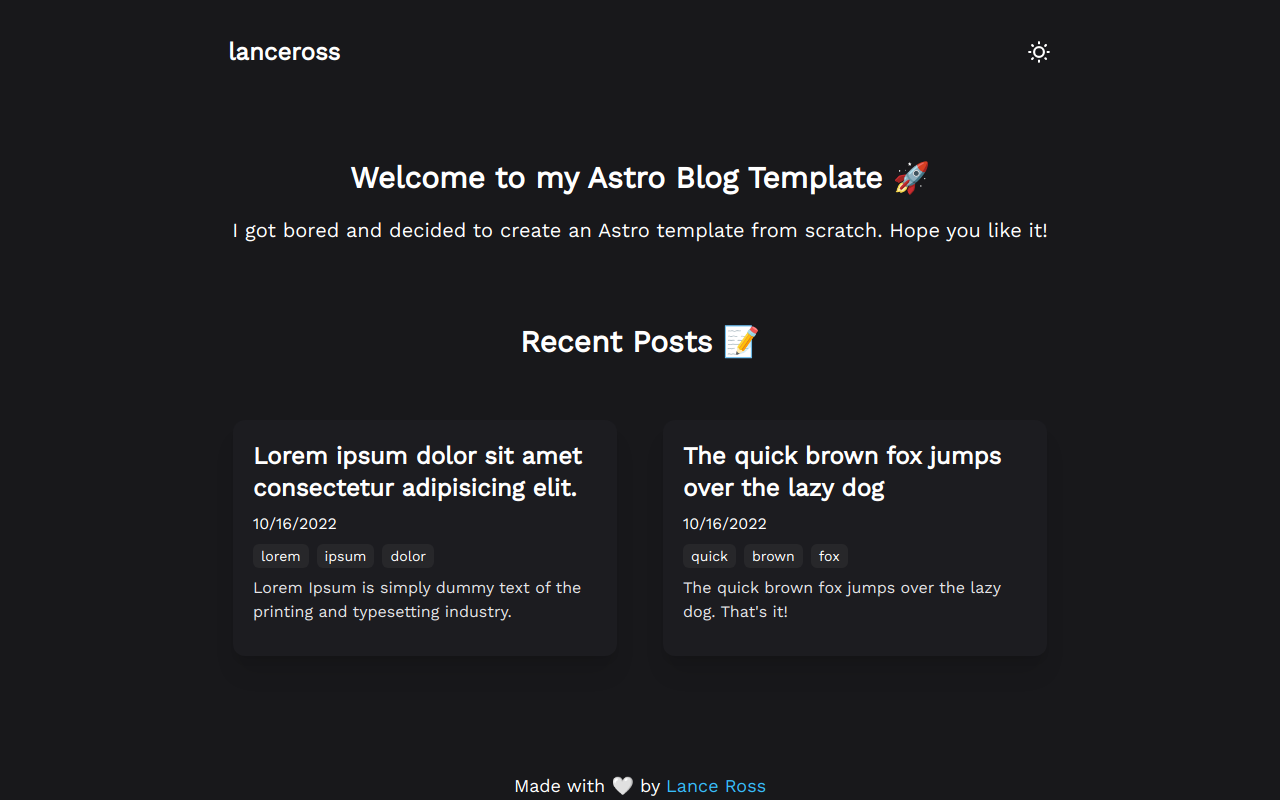 lanceross
Welcome to my Astro Blog Template 🚀
I got bored and decided to create an Astro template from scratch. Hope you like it!
Recent Posts 📝
Lorem ipsum dolor sit amet
consectetur adipisicing elit.
10/16/2022
lorem ipsum dolor
Lorem Ipsum is simply dummy text of the
printing and typesetting industry.
The quick brown fox jumps
over the lazy dog
10/16/2022
quick brown fox
The quick brown fox jumps over the lazy
dog. That's it!
Made with 🤍 by Lance Ross